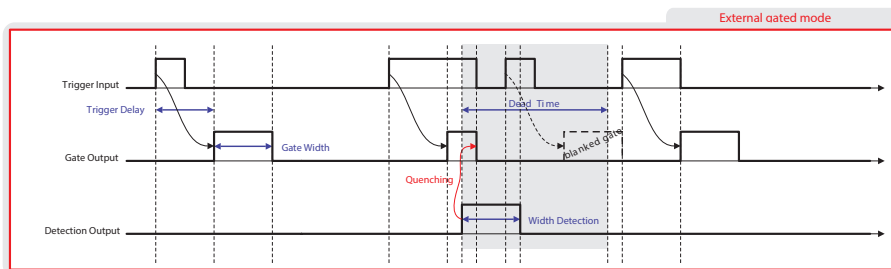 External gated mode
Trigger Input
Trigger Delay
Dead Time
Gate Width
blanked gate
Gate Output
Quenching
Width Detection
Detection Output